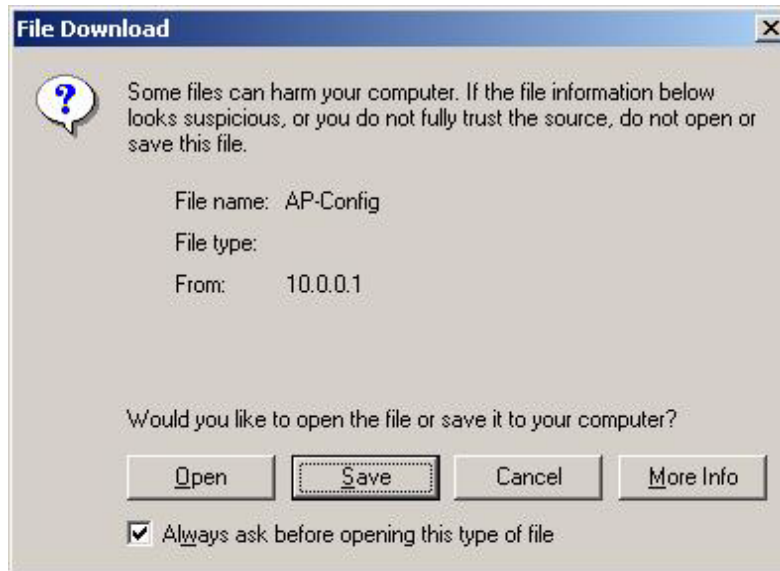 File Download
Some files can harm your computer. If the file information below
looks suspicious, or you do not fully trust the source, do not open or
save this file.
File name: AP-Config
File type:
From: 10.0.0.1
Would you like to open the file or save it to your computer?
Open Save Cancel More Info
Always ask before opening this type of file